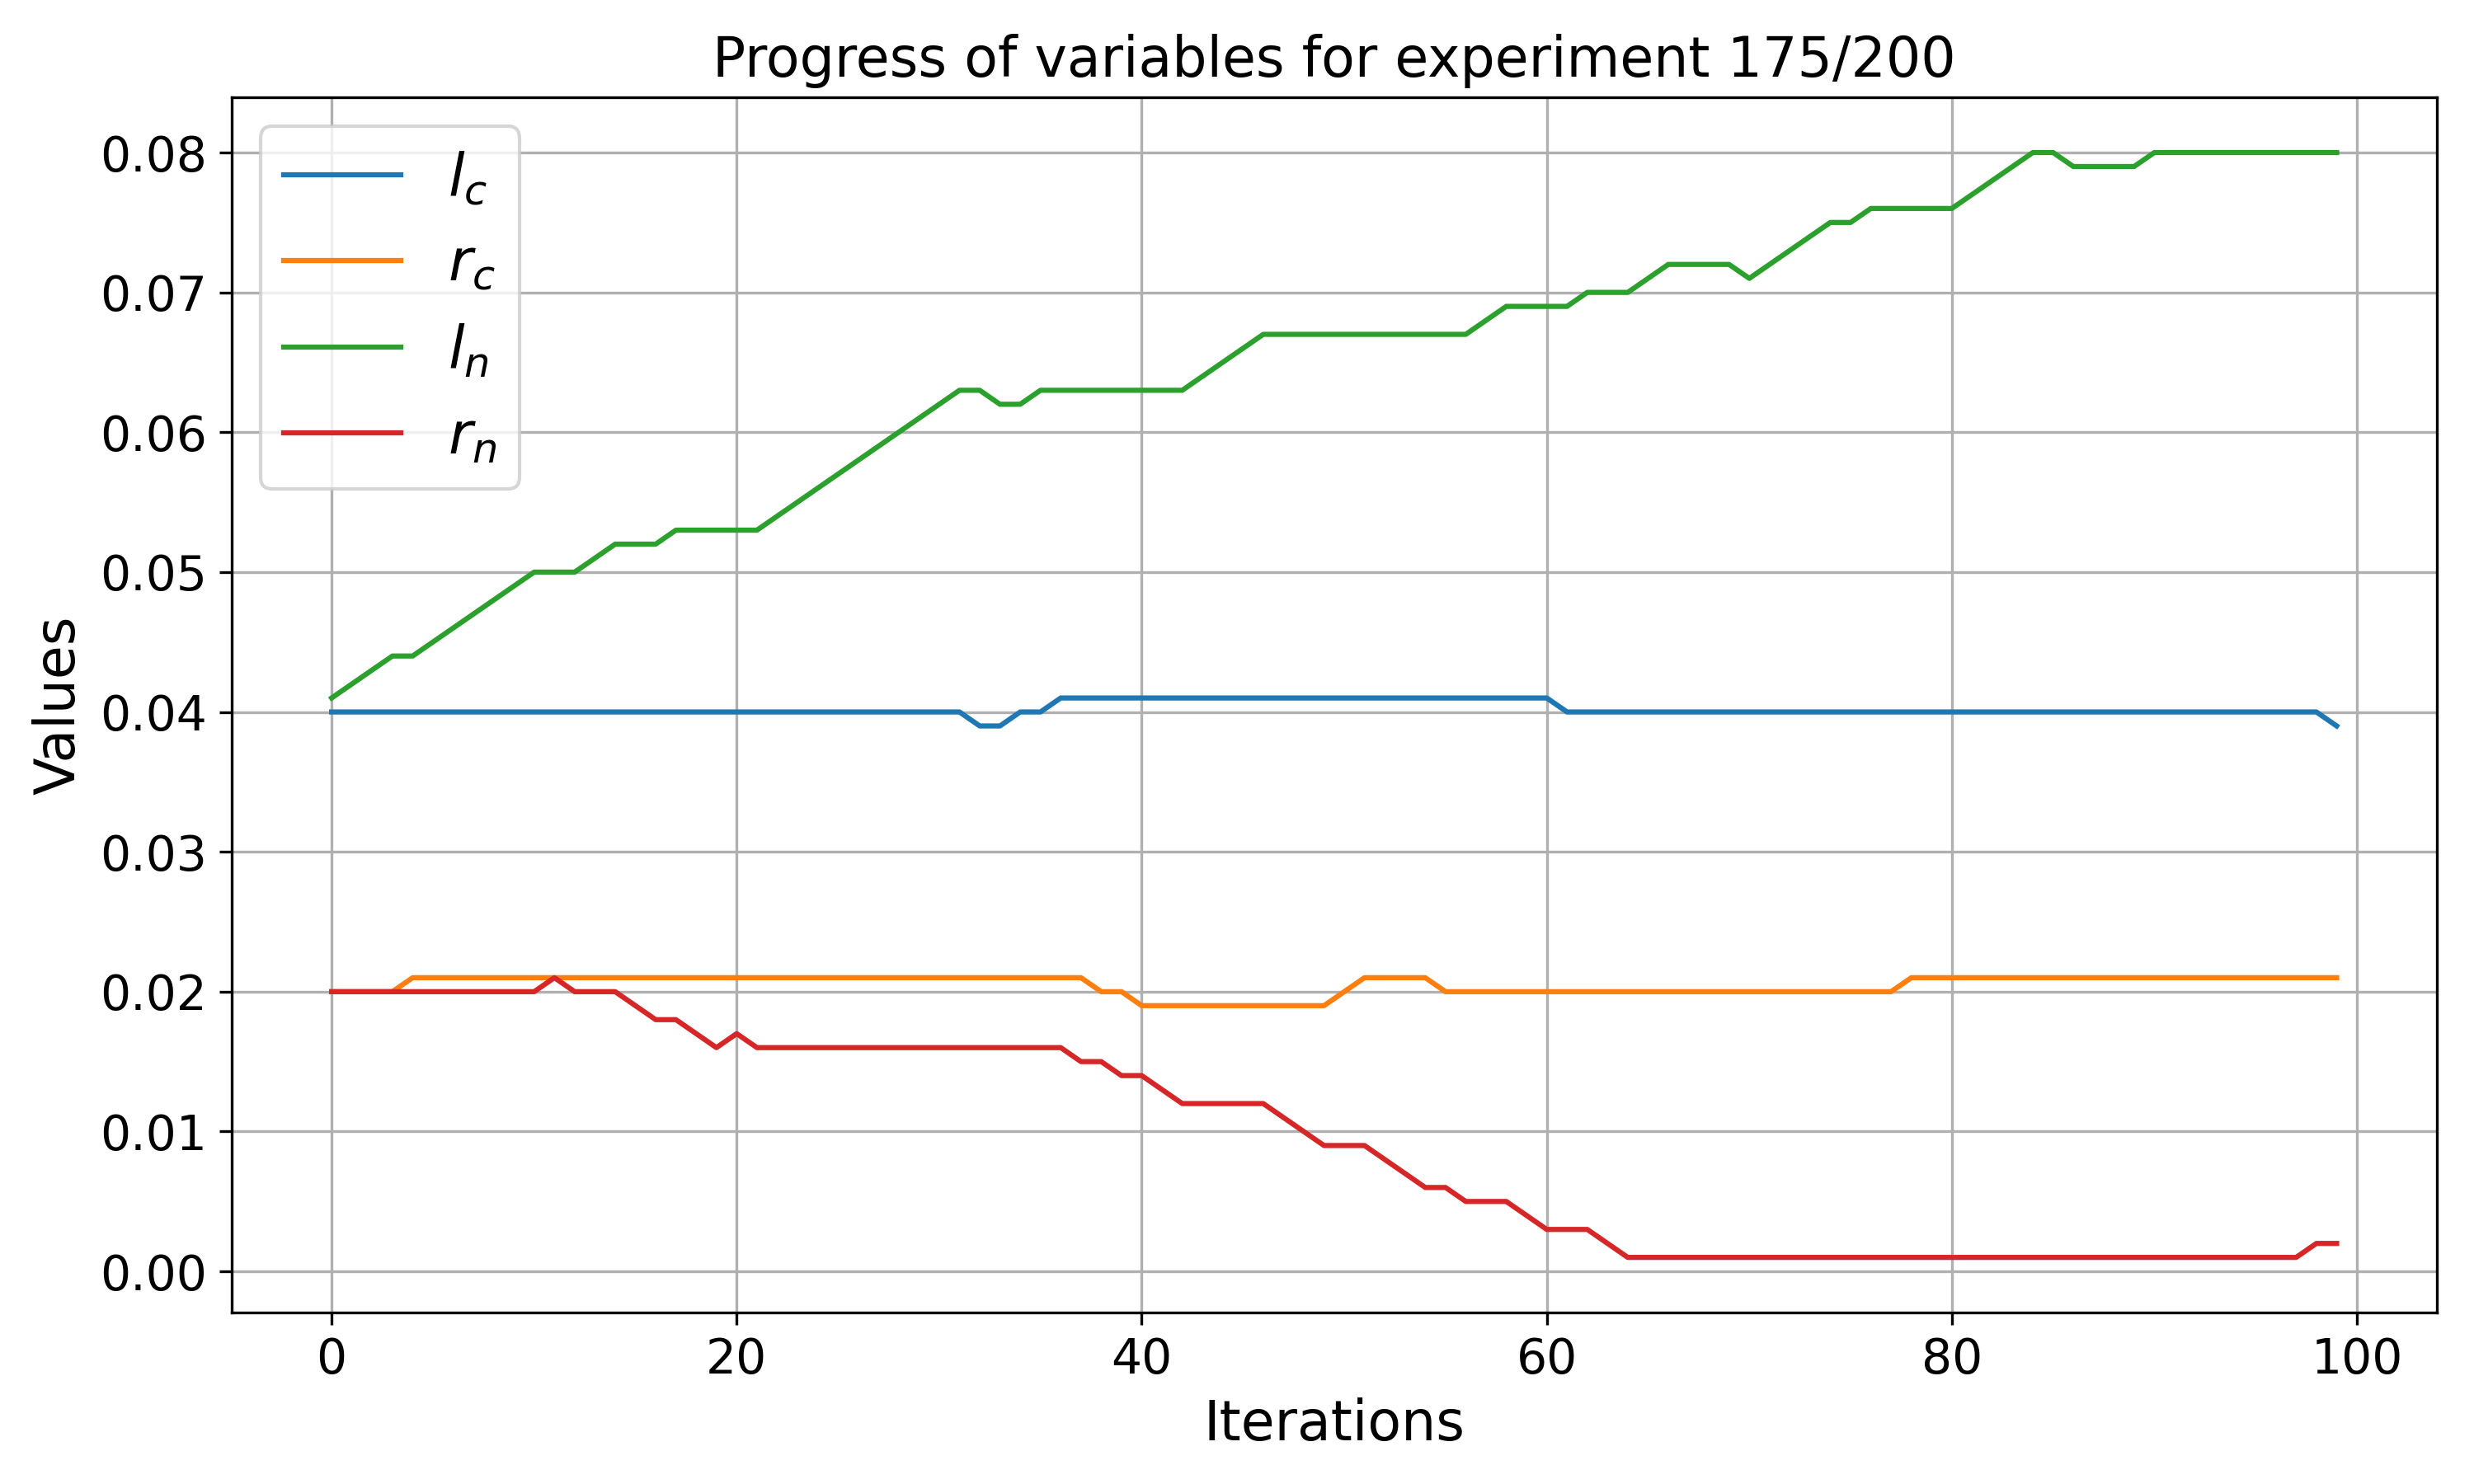 Progress of variables for experiment 175/200
l_c
r_c
l_n
r_n
Values
0.08
0.07
0.06
0.05
0.04
0.03
0.02
0.01
0.00
0 20 40 60 80 100
Iterations